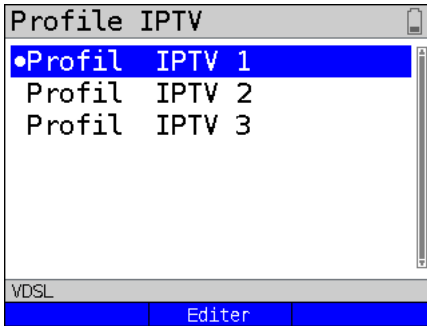 Profile IPTV
•Profil IPTV 1
Profil IPTV 2
Profil IPTV 3
VDSL
Editer